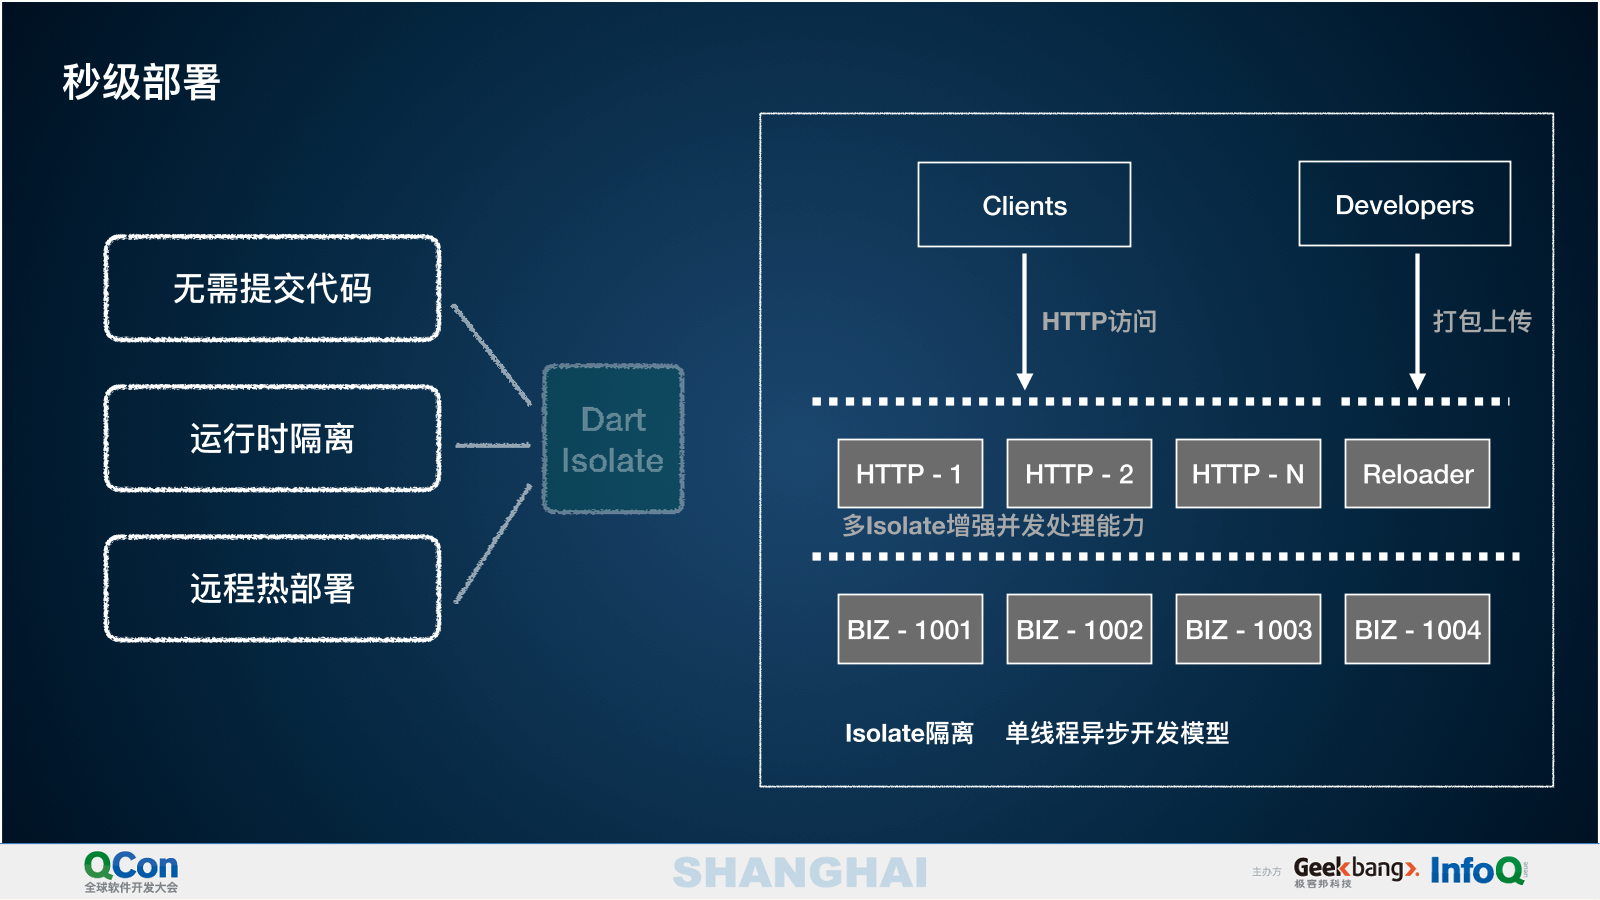 秒级部署
无需提交代码
运行时隔离
远程热部署
Dart
Isolate
Clients
Developers
HTTP访问
打包上传
HTTP - 1
HTTP - 2
HTTP - N
Reloader
多Isolate增强并发处理能力
BIZ - 1001
BIZ - 1002
BIZ - 1003
BIZ - 1004
Isolate隔离
单线程异步开发模型
QCon
全球软件开发大会
SHANGHAI
主办方
Geekbang>.
极客邦科技
InfoQ